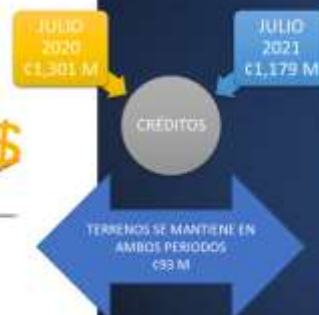 JULIO
2020
₡1,301 M
JULIO
2021
₡1,179 M
CRÉDITOS
$
TERRENOS SE MANTIENE EN
AMBOS PERIODOS
₡93 M